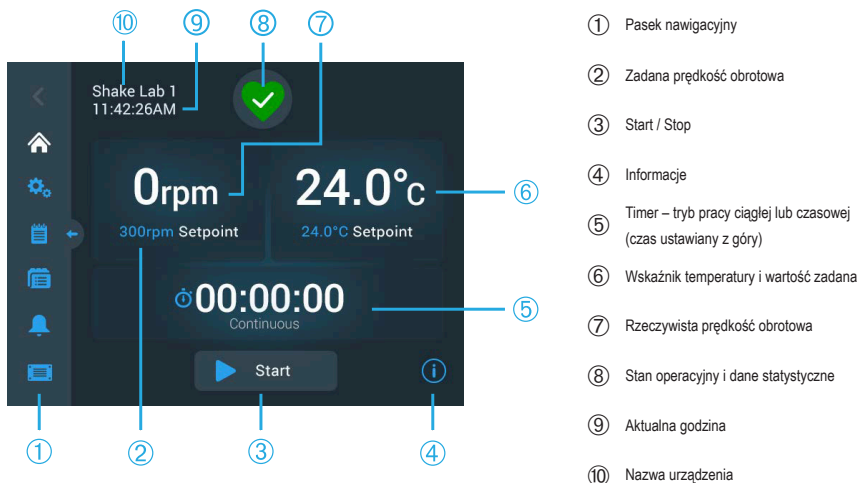 ⑩ ⑨ ⑧ ⑦
Shake Lab 1
11:42:26AM
0rpm
300rpm Setpoint
24.0°C
24.0°C Setpoint
⑥
00:00:00
Continuous
⑤
Start
① ② ③ ④
① Pasek nawigacyjny
② Zadana prędkość obrotowa
③ Start / Stop
④ Informacje
⑤ Timer – tryb pracy ciągłej lub czasowej
(czas ustawiany z góry)
⑥ Wskaźnik temperatury i wartość zadana
⑦ Rzeczywista prędkość obrotowa
⑧ Stan operacyjny i dane statystyczne
⑨ Aktualna godzina
⑩ Nazwa urządzenia